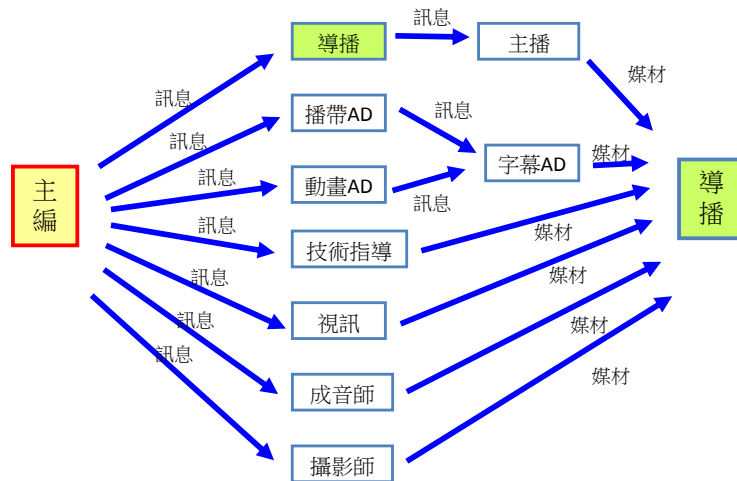 訊息
導播
主播
媒材
訊息
播帶AD
訊息
訊息
字幕AD
媒材
主
編
訊息
動畫AD
訊息
導
播
訊息
技術指導
媒材
訊息
視訊
媒材
訊息
媒材
訊息
成音師
媒材
攝影師